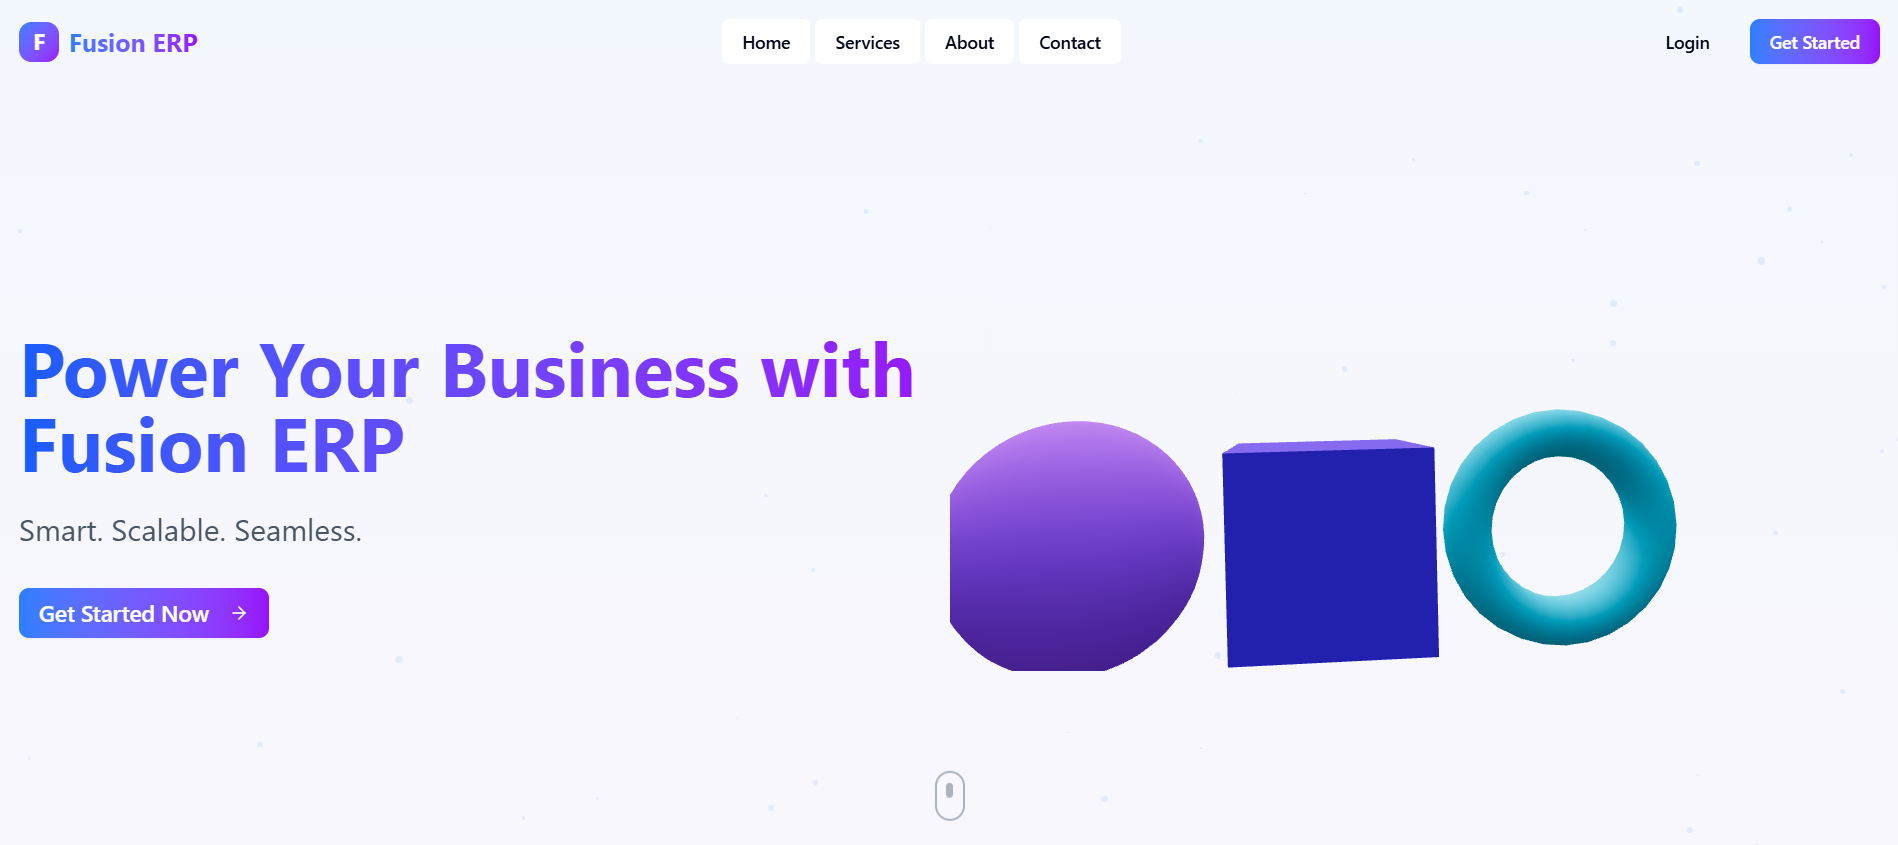 F
Fusion ERP
Home
Services
About
Contact
Login
Get Started
Power Your Business with
Fusion ERP
Smart. Scalable. Seamless.
Get Started Now →